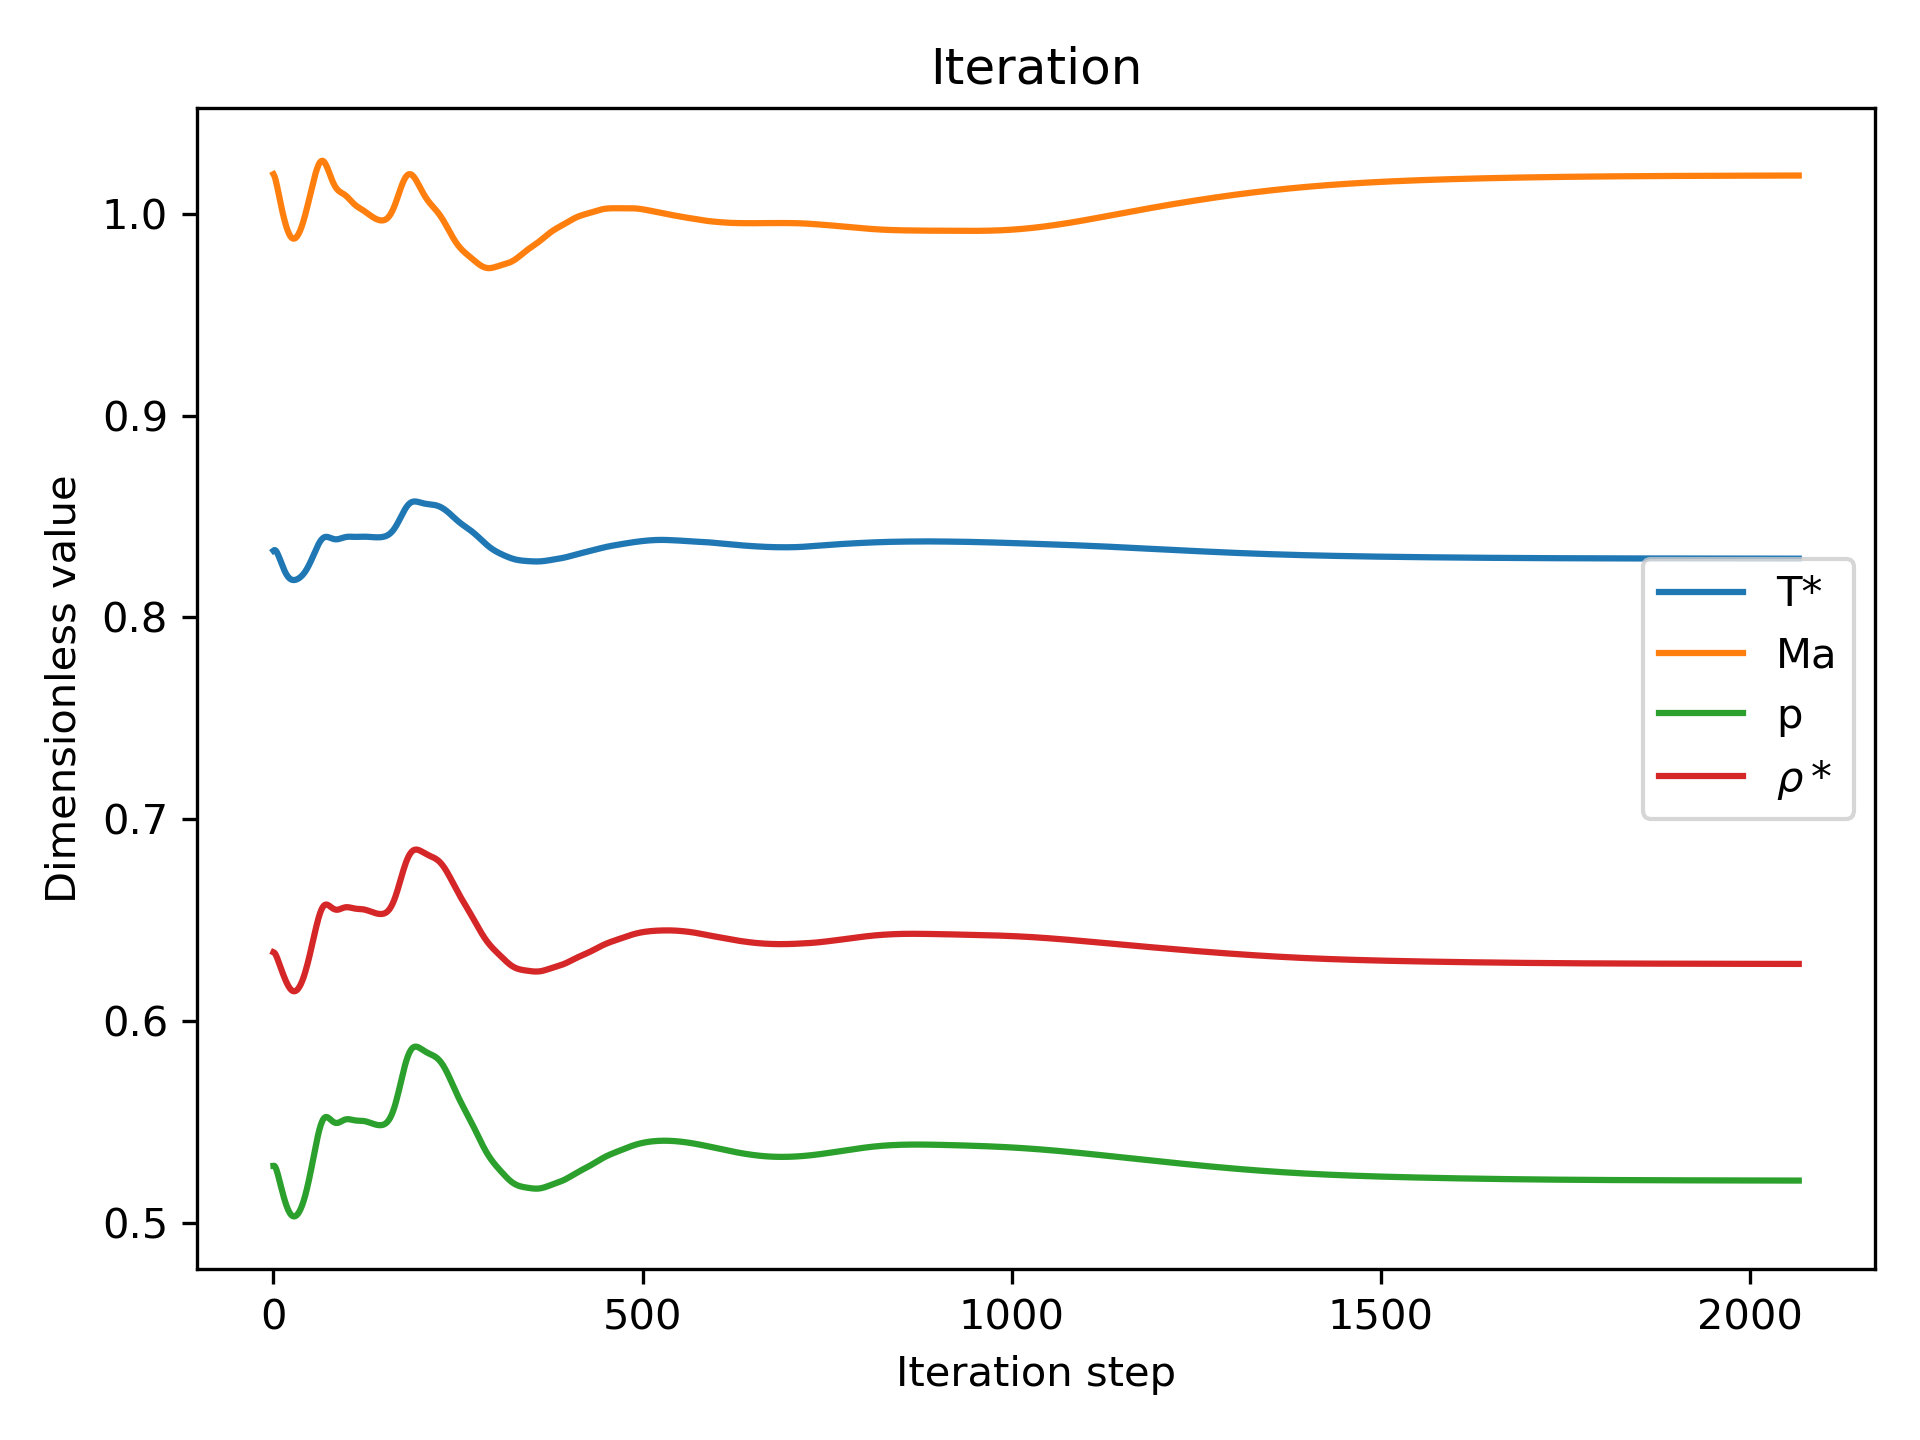 Iteration
Dimensionless value
1.0
0.9
0.8
0.7
0.6
0.5
T*
Ma
p
ρ*
0 500 1000 1500 2000
Iteration step